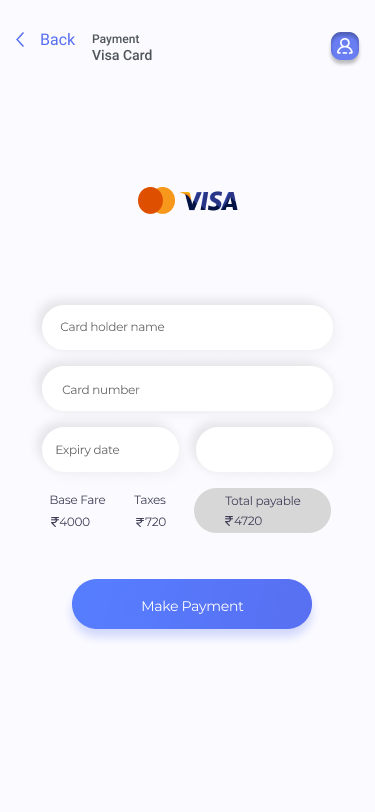 Back
Payment
Visa Card
VISA
Card holder name
Card number
Expiry date
Base Fare Taxes Total payable
₹4000 ₹720 ₹4720
Make Payment